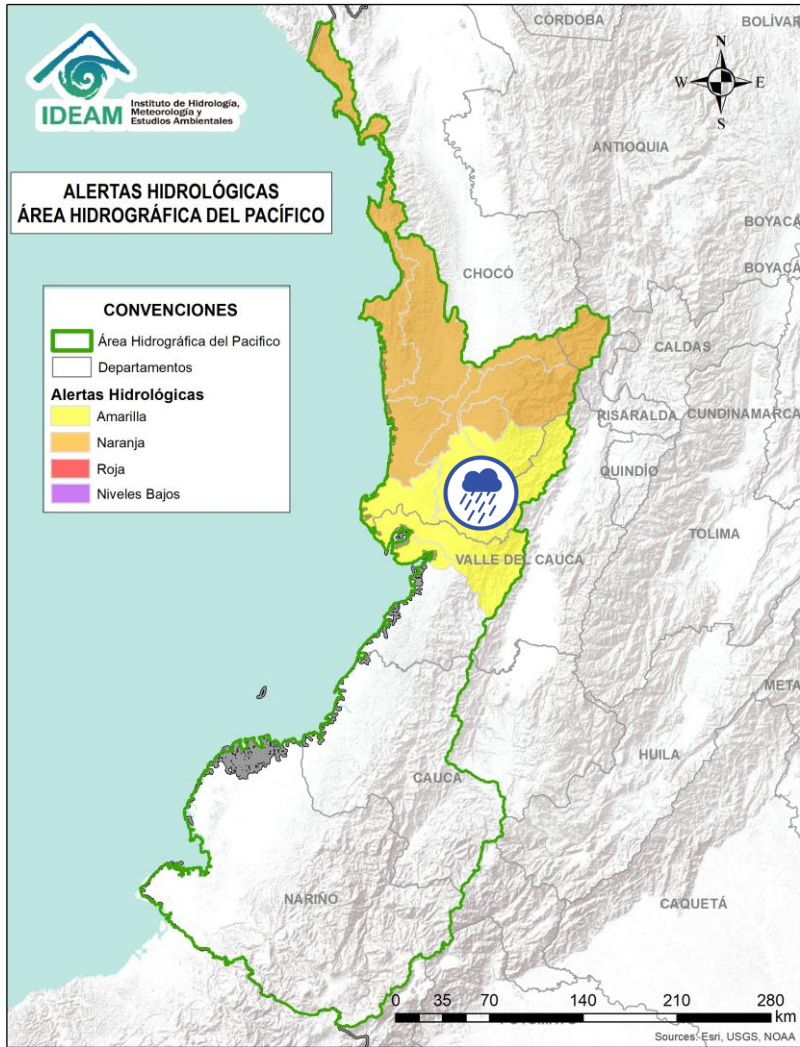 CÓRDOBA
BOLÍVAR
N
W
E
S
IDEAM
Instituto de Hidrología,
Meteorología y
Estudios Ambientales
ANTIOQUIA
ALERTAS HIDROLÓGICAS
ÁREA HIDROGRÁFICA DEL PACÍFICO
BOYACÁ
BOYACÁ
CHOCÓ
CONVENCIONES
Área Hidrográfica del Pacifico
Departamentos
Alertas Hidrológicas
Amarilla
Naranja
Roja
Niveles Bajos
CALDAS
RISARALDA
CUNDINAMARCA
QUINDÍO
TOLIMA
VALLE DEL CAUCA
META
HUILA
CAUCA
NARIÑO
CAQUETÁ
0 35 70 140 210 280
km
Sources: Esri, USGS, NOAA